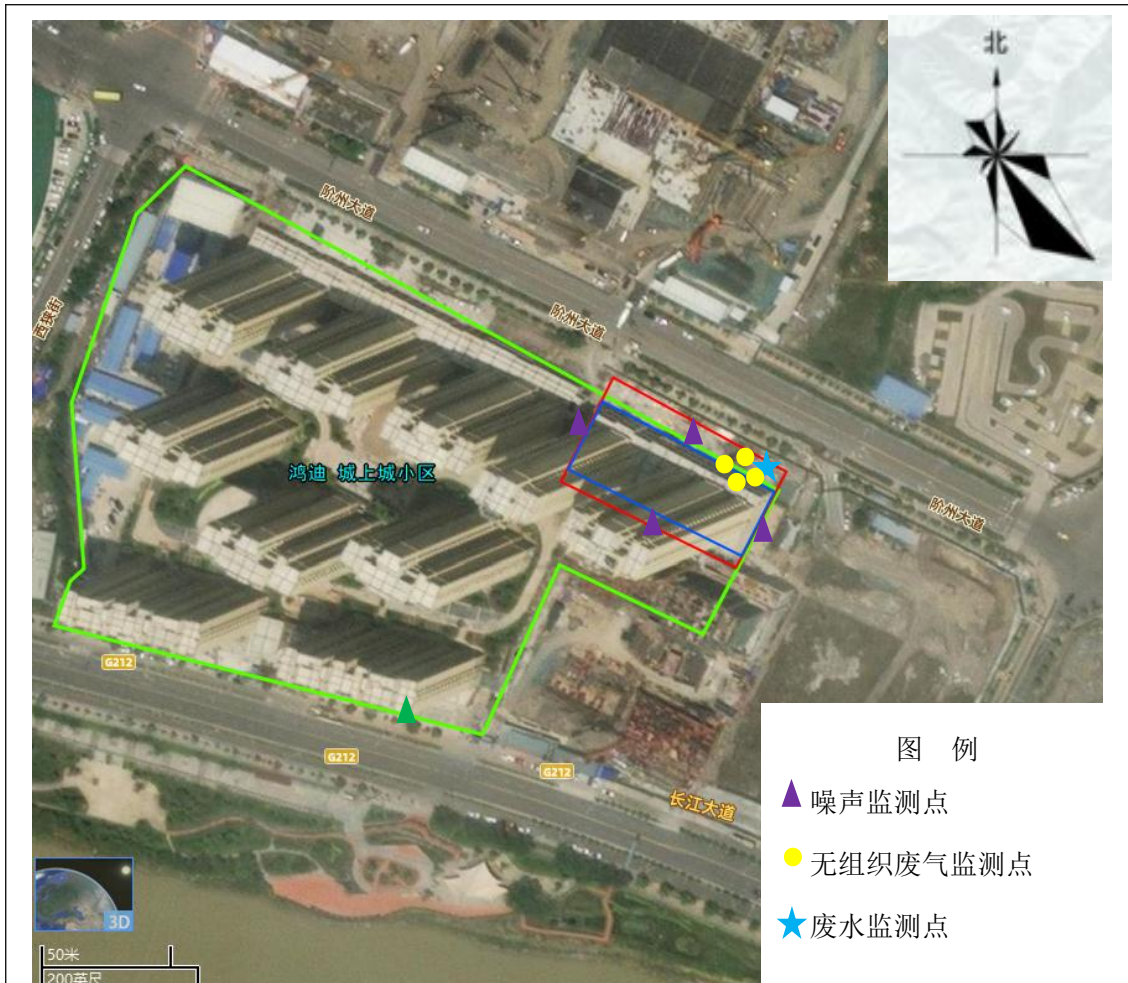 北
阶州大道
阶州大道
西狭街
鸿迪 城上城小区
阶州大道
G212
G212
G212
长江大道
图 例
噪声监测点
无组织废气监测点
废水监测点
3D
50米
200英尺